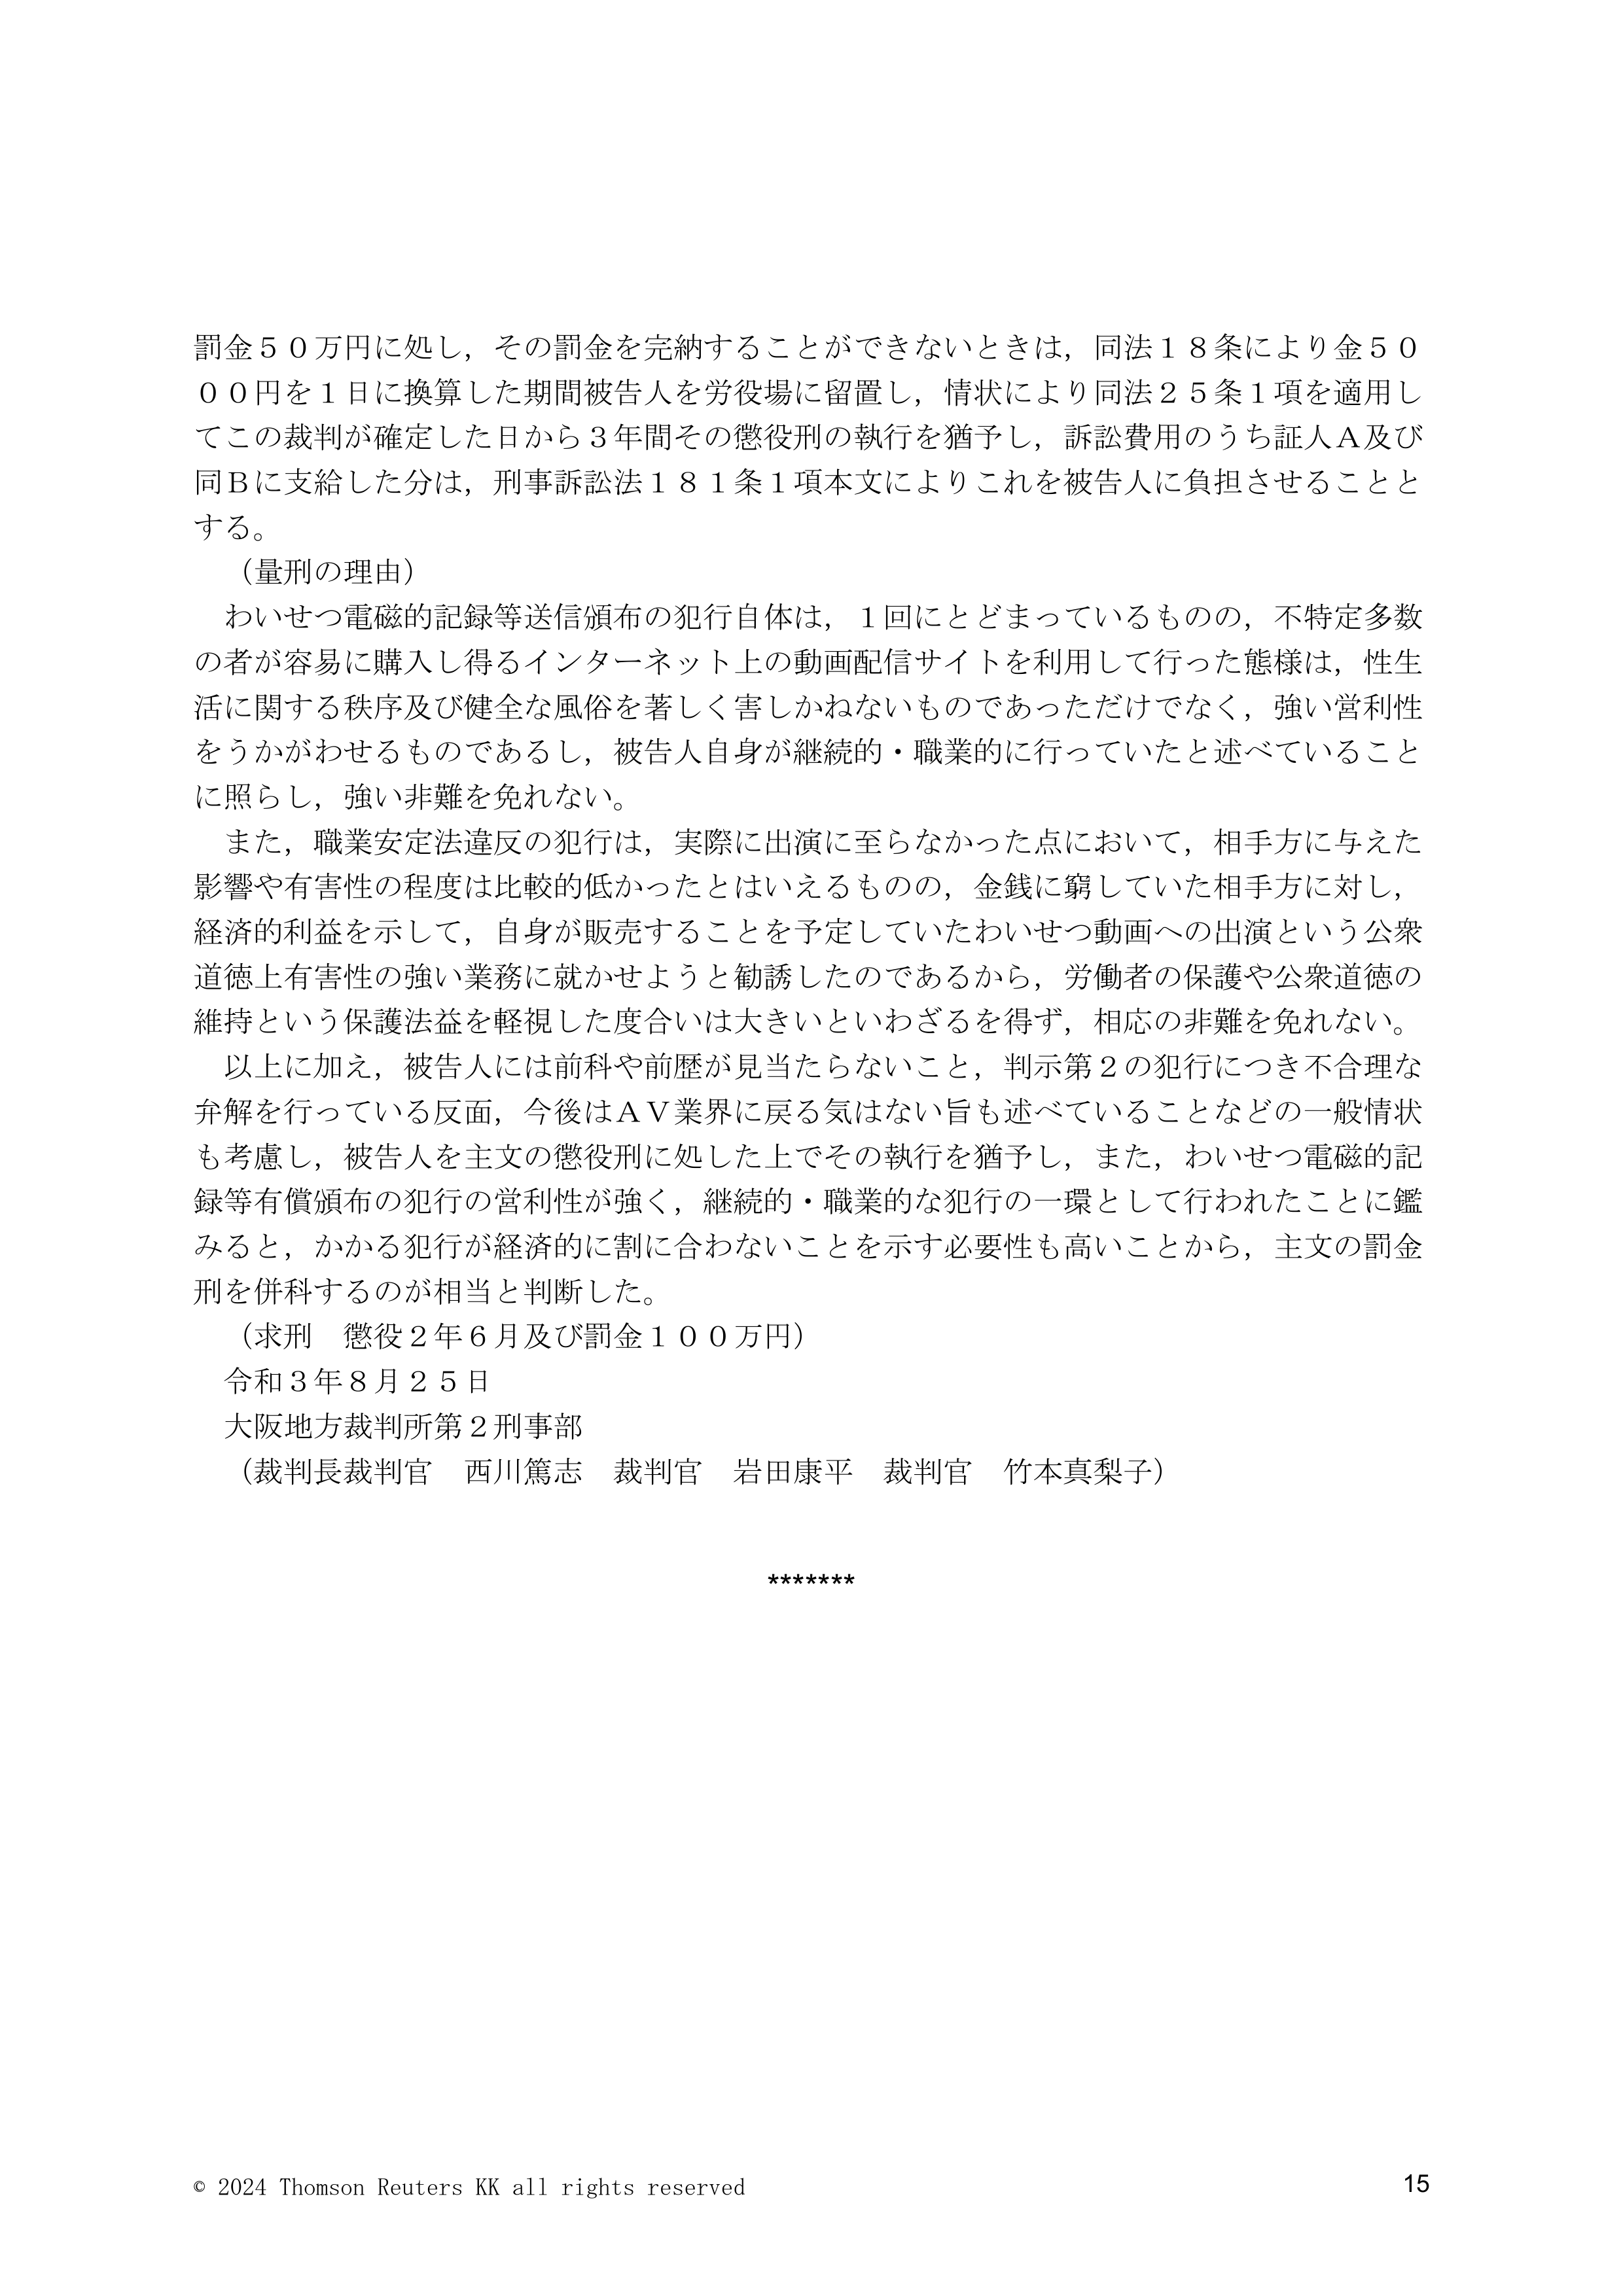 罰金５０万円に処し，その罰金を完納することができないときは，同法１８条により金５０
００円を１日に換算した期間被告人を労役場に留置し，情状により同法２５条１項を適用し
てこの裁判が確定した日から３年間その懲役刑の執行を猶予し，訴訟費用のうち証人Ａ及び
同Ｂに支給した分は，刑事訴訟法１８１条１項本文によりこれを被告人に負担させることと
する。
（量刑の理由）
わいせつ電磁的記録等送信頒布の犯行自体は，１回にとどまっているものの，不特定多数
の者が容易に購入し得るインターネット上の動画配信サイトを利用して行った態様は，性生
活に関する秩序及び健全な風俗を著しく害しかねないものであっただけでなく，強い営利性
をうかがわせるものであるし，被告人自身が継続的・職業的に行っていたと述べていること
に照らし，強い非難を免れない。
また，職業安定法違反の犯行は，実際に出演に至らなかった点において，相手方に与えた
影響や有害性の程度は比較的低かったとはいえるものの，金銭に窮していた相手方に対し，
経済的利益を示して，自身が販売することを予定していたわいせつ動画への出演という公衆
道徳上有害性の強い業務に就かせようと勧誘したのであるから，労働者の保護や公衆道徳の
維持という保護法益を軽視した度合いは大きいといわざるを得ず，相応の非難を免れない。
以上に加え，被告人には前科や前歴が見当たらないこと，判示第２の犯行につき不合理な
弁解を行っている反面，今後はＡＶ業界に戻る気はない旨も述べていることなどの一般情状
も考慮し，被告人を主文の懲役刑に処した上でその執行を猶予し，また，わいせつ電磁的記
録等有償頒布の犯行の営利性が強く，継続的・職業的な犯行の一環として行われたことに鑑
みると，かかる犯行が経済的に割に合わないことを示す必要性も高いことから，主文の罰金
刑を併科するのが相当と判断した。
（求刑　懲役２年６月及び罰金１００万円）
令和３年８月２５日
大阪地方裁判所第２刑事部
（裁判長裁判官　西川篤志　裁判官　岩田康平　裁判官　竹本真梨子）
*******
© 2024 Thomson Reuters KK all rights reserved
15